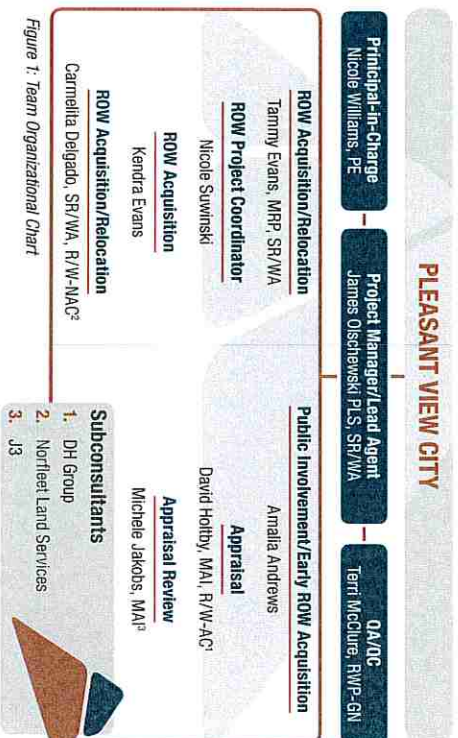 PLEASANT VIEW CITY
Prinicipal-in-Charge
Nicole Williams, PE
Project Manager/Lead Agent
James Olschewski PLS, SR/WA
QA/QC
Terri McClure, RWP-GN
ROW Acquisition/Relocation
Tammy Evans, MRP, SR/WA
ROW Project Coordinator
Nicole Suwinski
ROW Acquisition
Kendra Evans
ROW Acquisition/Relocation
Carmelita Delgado, SR/WA, R/W-NAC²
Public Involvement/Early ROW Acquisition
Amalia Andrews
Appraisal
David Holtby, MAI, R/W-AC¹
Appraisal Review
Michele Jakobs, MAI³
Subconsultants
1. DH Group
2. Norfleet Land Services
3. J3
Figure 1: Team Organizational Chart